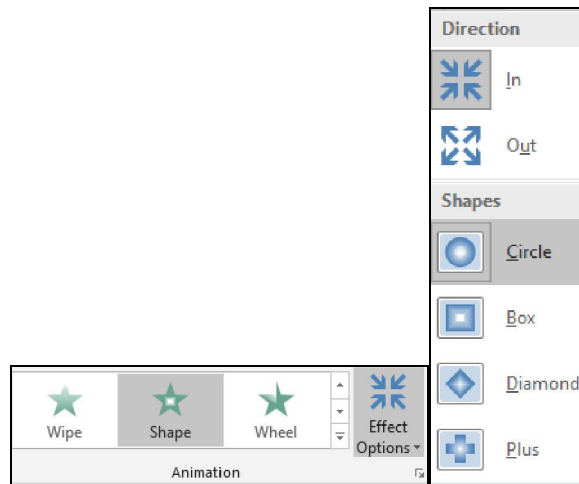 Direction
In
Out
Shapes
Circle
Box
Diamond
Plus
Wipe
Shape
Wheel
Effect
Options
Animation